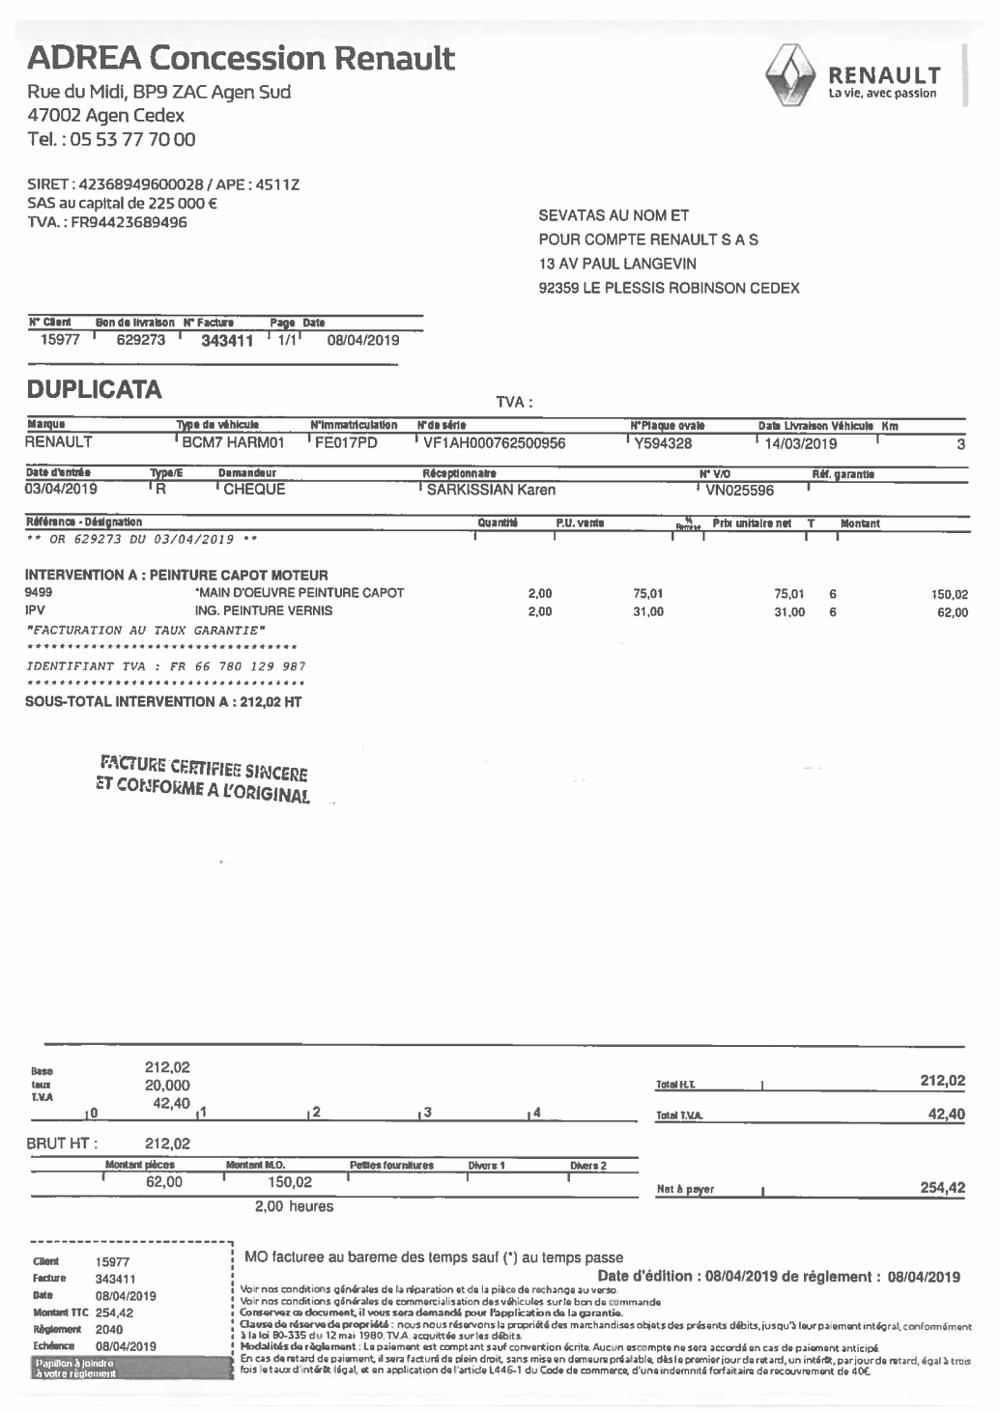 ADREA Concession Renault
Rue du Midi, BP9 ZAC Agen Sud
47002 Agen Cedex
Tel. : 05 53 77 70 00
RENAULT
La vie, avec passion
SIRET : 42368949600028 / APE : 4511Z
SAS au capital de 225 000 €
TVA. : FR94423689496
SEVATAS AU NOM ET
POUR COMPTE RENAULT S A S
13 AV PAUL LANGEVIN
92359 LE PLESSIS ROBINSON CEDEX
N° Client Bon de livraison N° Facture Page Date
15977 629273 343411 1/1 08/04/2019
DUPLICATA
TVA :
Marque Type de véhicule N°Immatriculation N°de série N°Plaque ovale Date Livraison Véhicule Km
RENAULT BCM7 HARM01 FE017PD VF1AH000762500956 Y594328 14/03/2019 3
Date d'entrée Type/E Demandeur Réceptionnaire N° V/O Réf. garantie
03/04/2019 R CHEQUE SARKISSIAN Karen VN025596
Référence - Désignation Quantité P.U. vente % Remise Prix unitaire net T Montant
** OR 629273 DU 03/04/2019 **
INTERVENTION A : PEINTURE CAPOT MOTEUR
9499 *MAIN D'OEUVRE PEINTURE CAPOT 2,00 75,01 75,01 6 150,02
IPV ING. PEINTURE VERNIS 2,00 31,00 31,00 6 62,00
"FACTURATION AU TAUX GARANTIE"
**********************************
IDENTIFIANT TVA : FR 66 780 129 987
***********************************
SOUS-TOTAL INTERVENTION A : 212,02 HT
FACTURE CERTIFIEE SINCERE
ET CONFORME A L'ORIGINAL
Base 212,02
taux 20,000
T.V.A 42,40
0 1 2 3 4
Total H.T. 212,02
Total T.V.A. 42,40
BRUT HT : 212,02
Montant pièces Montant M.O. Petites fournitures Divers 1 Divers 2
62,00 150,02
2,00 heures
Net à payer 254,42
Client 15977
Facture 343411
Date 08/04/2019
Montant TTC 254,42
Règlement 2040
Echéance 08/04/2019
Papillon à joindre
à votre règlement
MO facturee au bareme des temps sauf (*) au temps passe
Date d'édition : 08/04/2019 de réglement : 08/04/2019
Voir nos conditions générales de la réparation et de la pièce de rechange au verso.
Voir nos conditions générales de commercialisation des véhicules sur le bon de commande
Conservez ce document, il vous sera demandé pour l'application de la garantie.
Clause de réserve de propriété : nous nous réservons la propriété des marchandises objets des présents débits, jusqu'à leur paiement intégral, conformément
à la loi 80-335 du 12 mai 1980. T.V.A. acquittée sur les débits.
Modalités de règlement : Le paiement est comptant sauf convention écrite. Aucun escompte ne sera accordé en cas de paiement anticipé.
En cas de retard de paiement, il sera facturé de plein droit, sans mise en demeure préalable, dès le premier jour de retard, un intérêt, par jour de retard, égal à trois
fois le taux d'intérêt légal, et en application de l'article L446-1 du Code de commerce, d'une indemnité forfaitaire de recouvrement de 40€.